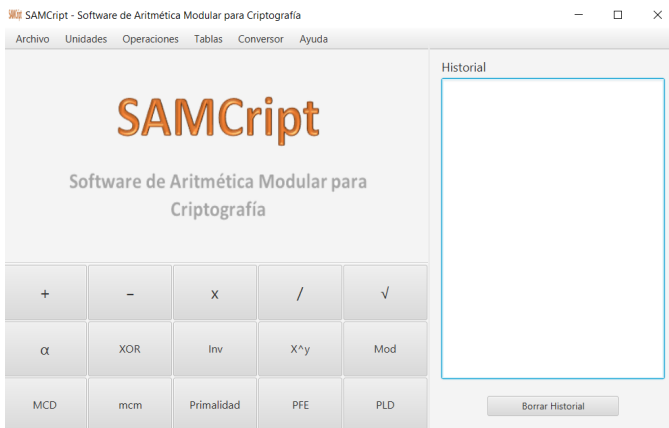 SAMCript - Software de Aritmética Modular para Criptografía
Archivo Unidades Operaciones Tablas Conversor Ayuda
Historial
SAMCript
Software de Aritmética Modular para
Criptografía
+ - x / √
α XOR Inv X^y Mod
MCD mcm Primalidad PFE PLD
Borrar Historial